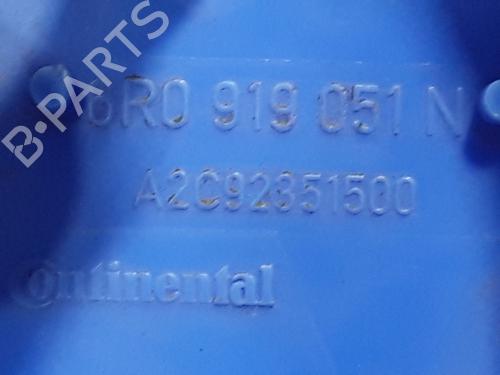 B-PARTS
6R0 919 051 N
A2C92351500
Continental